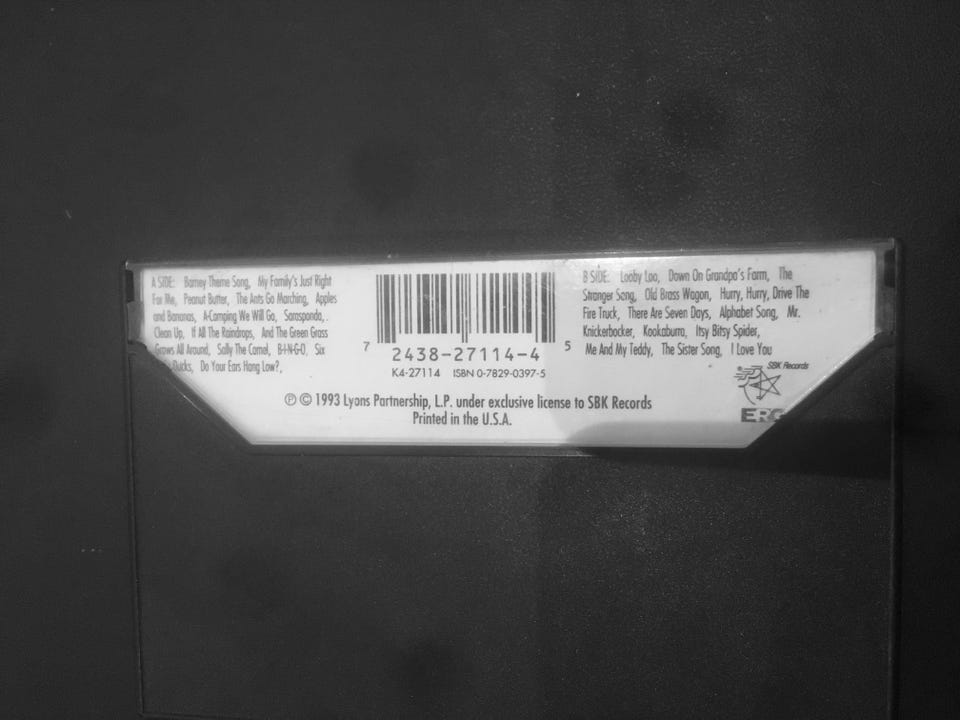 A SIDE: Barney Theme Song, My Family's Just Right
For Me, Peanut Butter, The Ants Go Marching, Apples
and Bananas, A-Camping We Will Go, Sarasponda, .
Clean Up, If All The Raindrops, And The Green Grass
Grows All Around, Sally The Camel, B-I-N-G-O, Six
Ducks, Do Your Ears Hang Low?,
7 2438-27114-4 5
K4-27114 ISBN 0-7829-0397-5
B SIDE: Looby Loo, Down On Grandpa's Farm, The
Stranger Song, Old Brass Wagon, Hurry, Hurry, Drive The
Fire Truck, There Are Seven Days, Alphabet Song, Mr.
Knickerbocker, Kookaburra, Itsy Bitsy Spider,
Me And My Teddy, The Sister Song, I Love You
SBK Records
ERG
℗ © 1993 Lyons Partnership, L.P. under exclusive license to SBK Records
Printed in the U.S.A.